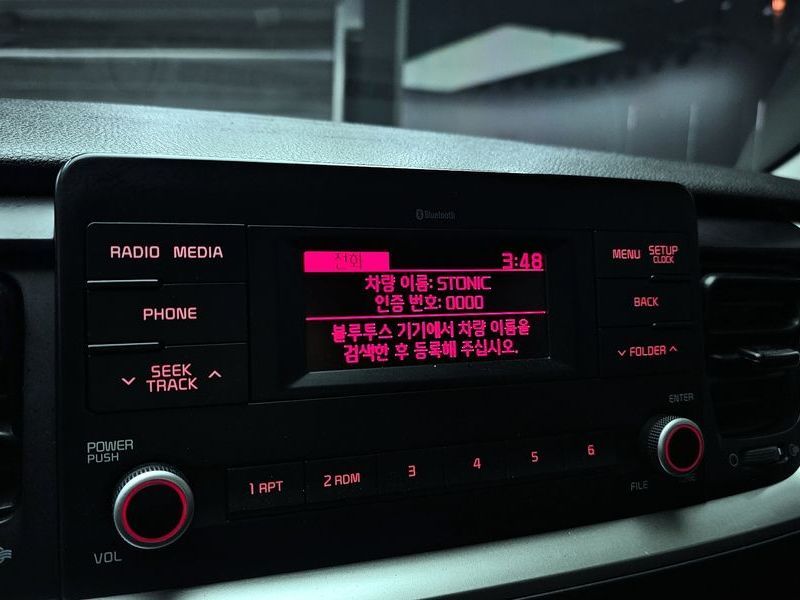 Bluetooth
RADIO MEDIA
PHONE
SEEK
TRACK
전화 3:48
차량 이름: STONIC
인증 번호: 0000
블루투스 기기에서 차량 이름을
검색한 후 등록해 주십시오.
MENU SETUP
CLOCK
BACK
FOLDER
POWER
PUSH
VOL
1 RPT 2 RDM 3 4 5 6
ENTER
FILE